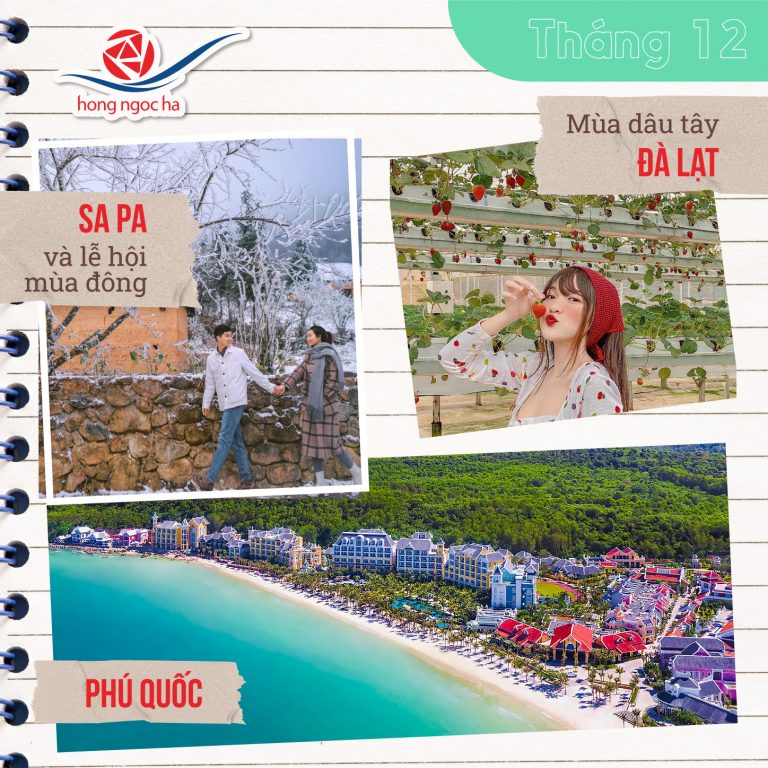 Tháng 12
hong ngoc ha
Mùa dâu tây
ĐÀ LẠT
SA PA
và lễ hội
mùa đông
PHÚ QUỐC